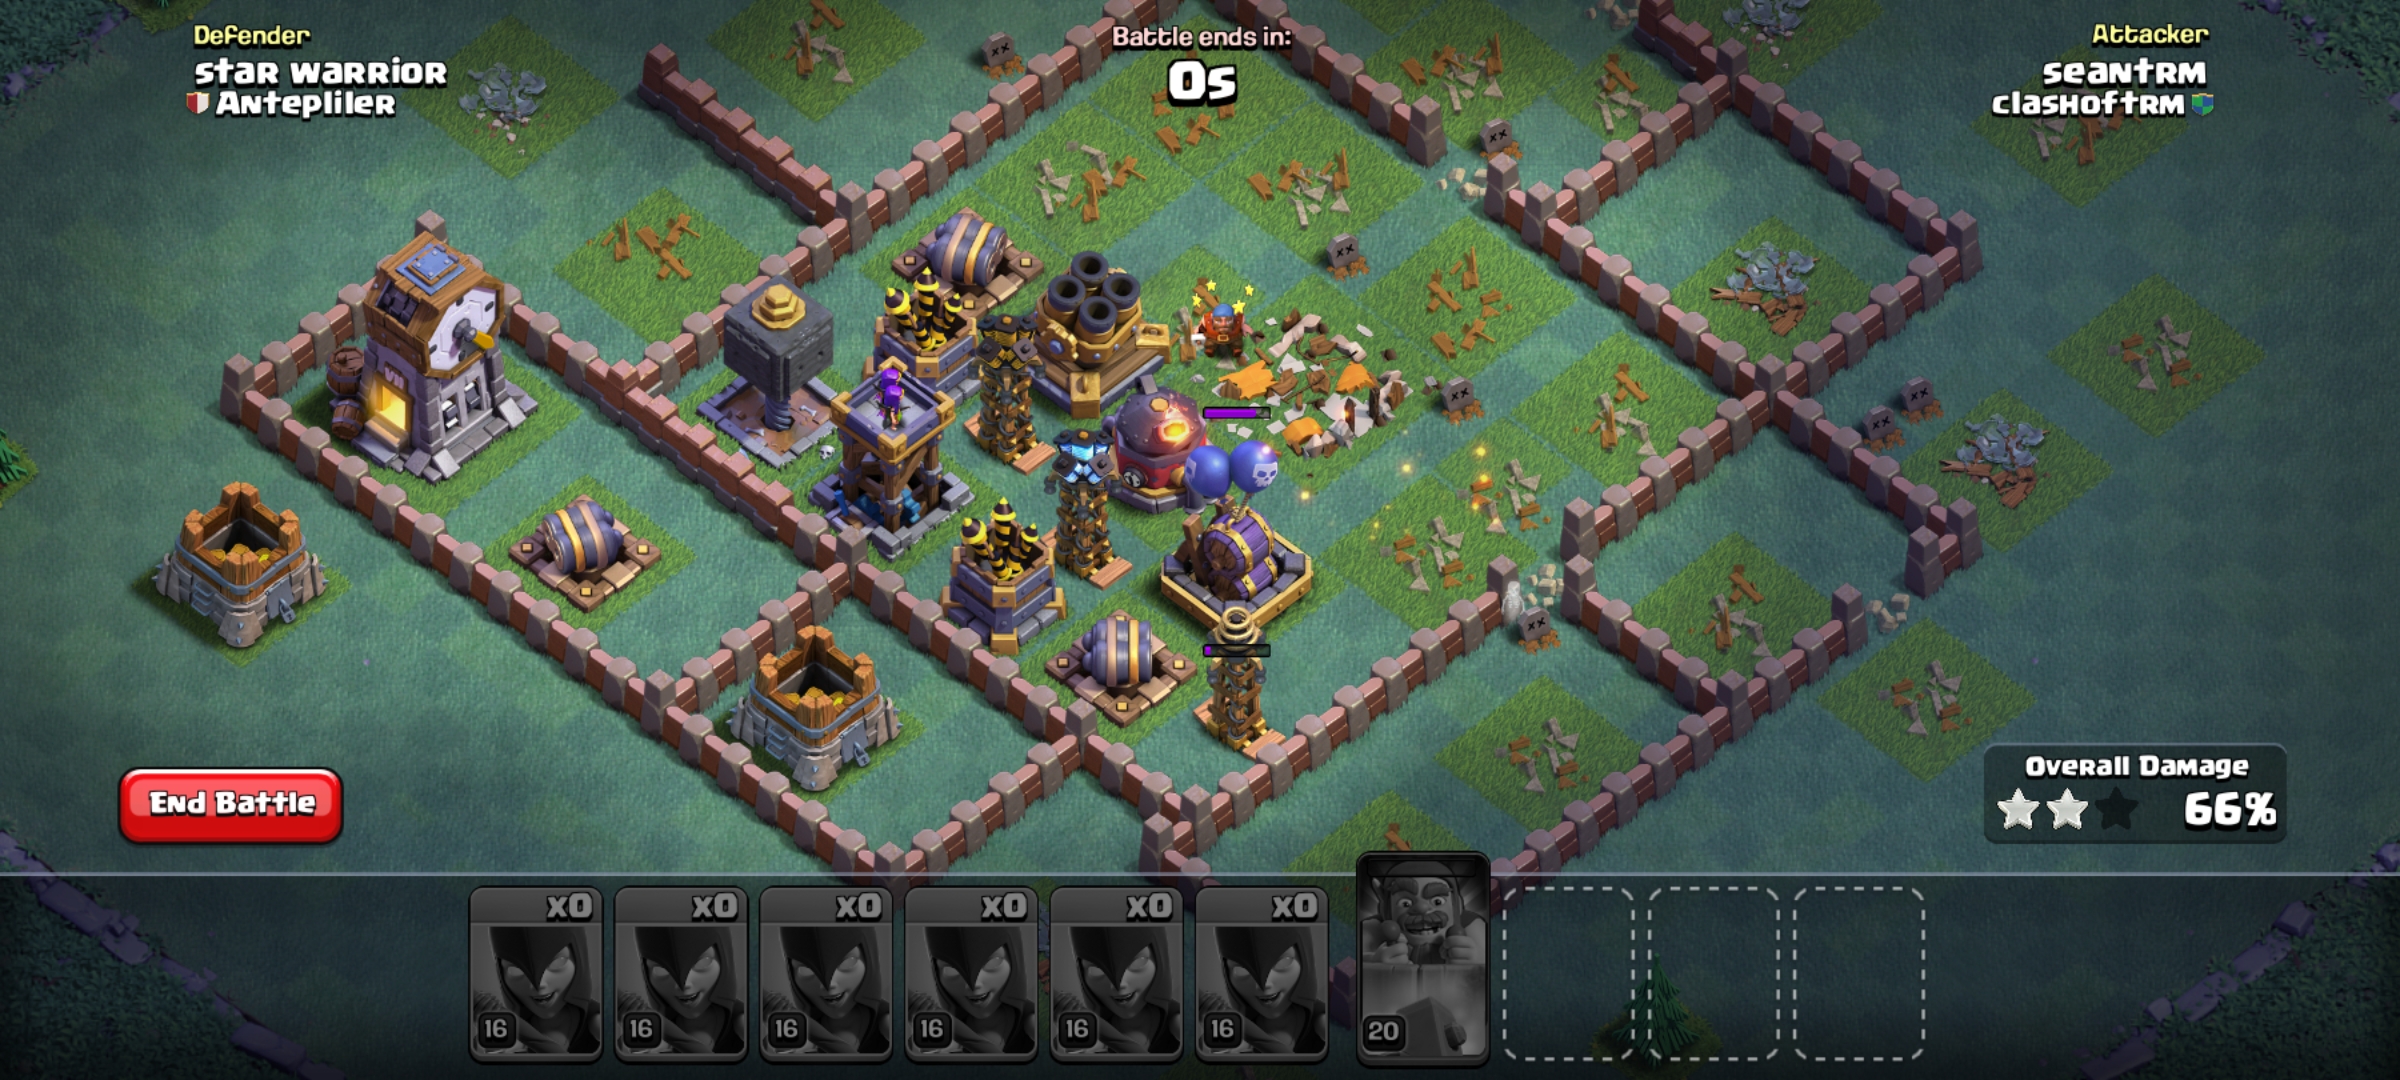 Defender
star warrior
Antepliler
Battle ends in:
0s
Attacker
seantrm
clashoftrm
VII
End Battle
Overall Damage
66%
x0
x0
x0
x0
x0
x0
16
16
16
16
16
16
20